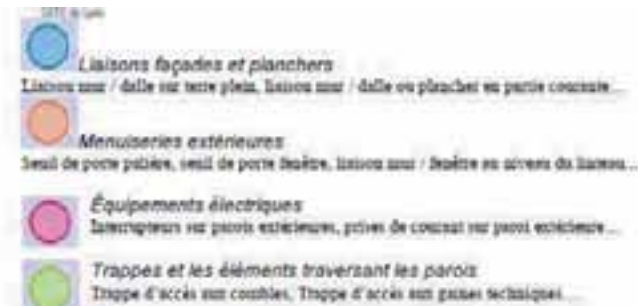 Liaisons façades et planchers
Liaison mur / dalle sur terre plein, liaison mur / dalle ou plancher en partie courante...
Menuiseries extérieures
Seuil de porte palière, seuil de porte fenêtre, liaison mur / fenêtre au niveau du linteau...
Équipements électriques
Interrupteurs sur parois extérieures, prises de courant sur paroi extérieure...
Trappes et les éléments traversant les parois
Trappe d'accès aux combles, Trappe d'accès aux gaines techniques...